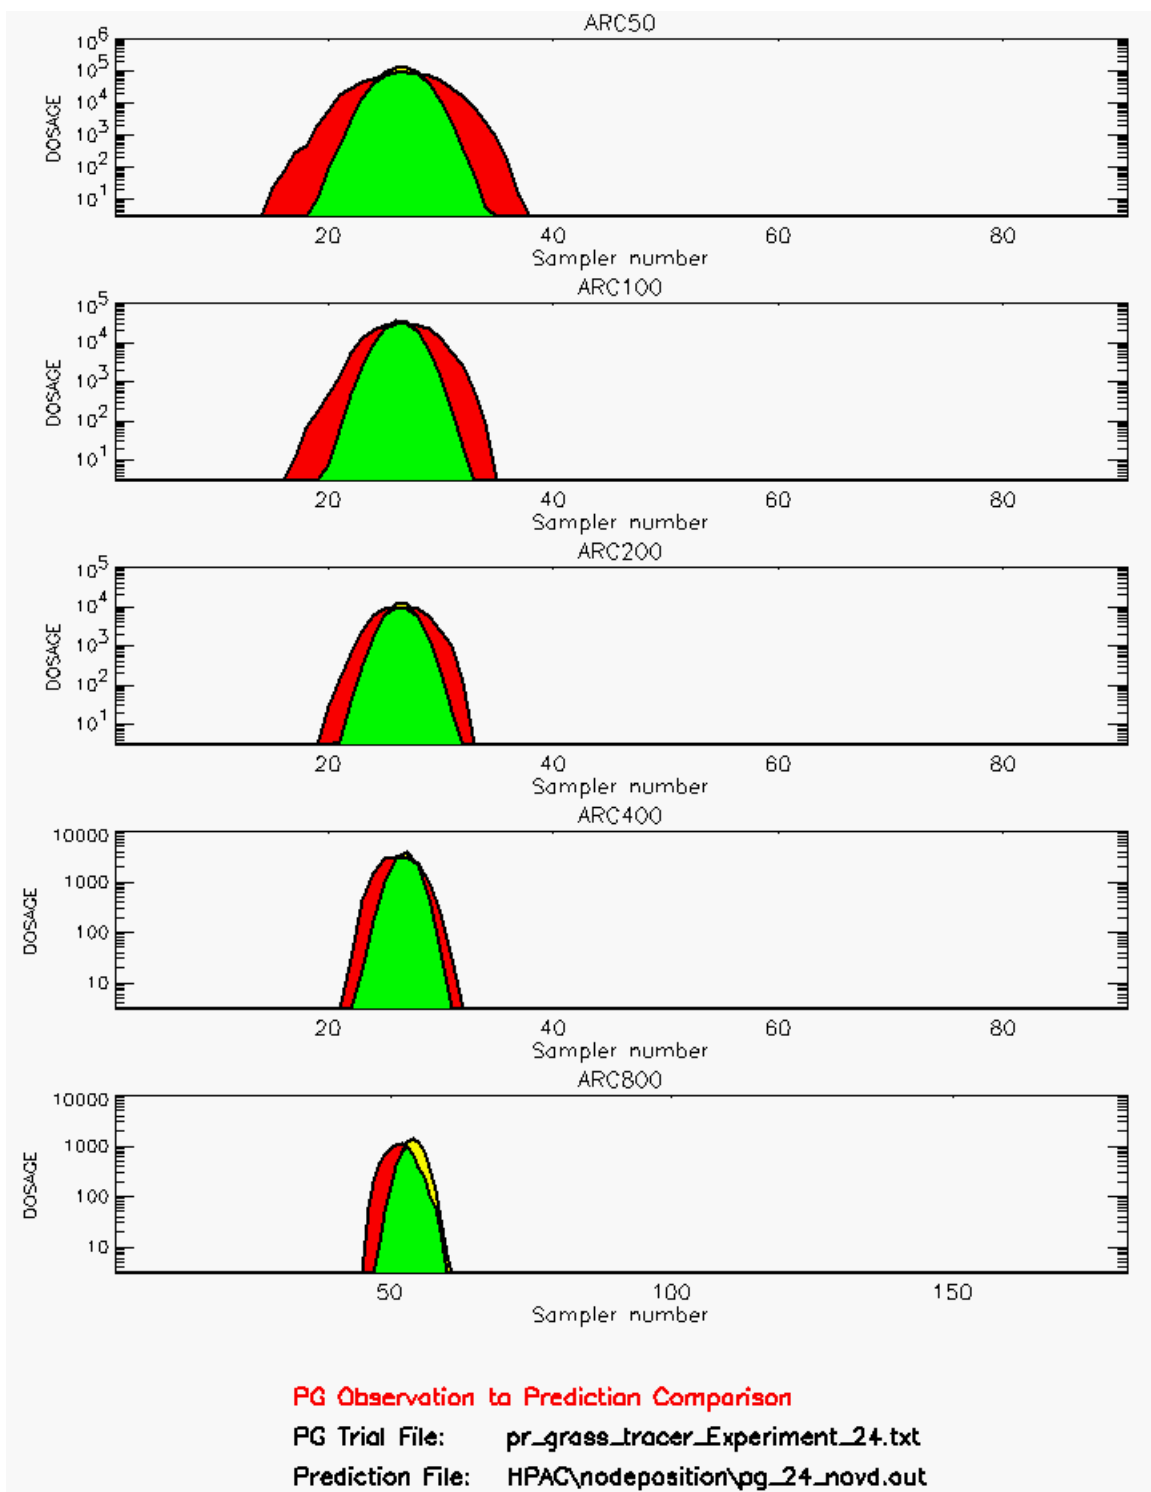 ARC50
10^6
10^5
10^4
10^3
10^2
10^1
DOSAGE
20 40 60 80
Sampler number
ARC100
10^5
10^4
10^3
10^2
10^1
DOSAGE
20 40 60 80
Sampler number
ARC200
10^5
10^4
10^3
10^2
10^1
DOSAGE
20 40 60 80
Sampler number
ARC400
10000
1000
100
10
DOSAGE
20 40 60 80
Sampler number
ARC800
10000
1000
100
10
DOSAGE
50 100 150
Sampler number
PG Observation to Prediction Comparison
PG Trial File: pr_grass_tracer_Experiment_24.txt
Prediction File: HPAC\nodeposition\pg_24_novd.out